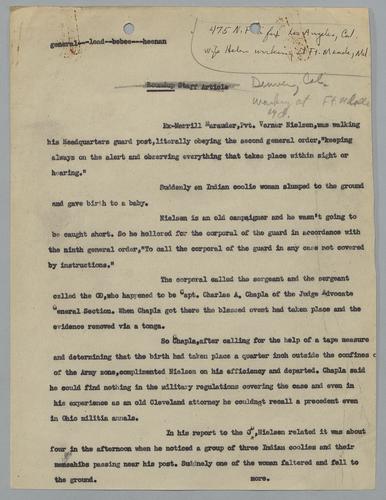 general--load--bebee--heenan
475 N. Fairfax Los Angeles, Cal.
wife Helen working at Ft. Meade, Md
Roundup Staff Article
Denver, Col.
working at Ft. Meade
Md.
Ex-Merrill Marauder,Pvt. Verner Nielsen,was walking
his Headquarters guard post,literally obeying the second general order,"keeping
always on the alert and observing everything that takes place within sight or
hearing."
Suddenly an Indian coolie woman slumped to the ground
and gave birth to a baby.
Nielsen is an old campaigner and he wasn't going to
be caught short. So he hollered for the corporal of the guard in accordance with
the ninth general order,"To call the corporal of the guard in any case not covered
by instructions."
The corporal called the sergeant and the sergeant
called the OD,who happened to be Capt. Charles A. Chapla of the Judge Advocate
General Section. When Chapla got there the blessed event had taken place and the
evidence removed via a tonga.
So Chapla,after calling for the help of a tape measure
and determining that the birth had taken place a quarter inch outside the confines
of the Army zone,complimented Nielsen on his efficiency and departed. Chapla said
he could find nothing in the military regulations covering the case and even in
his experience as an old Cleveland attorney he couldngt recall a precedent even
in Ohio militia annals.
In his report to the Nielsen related it was about
four in the afternoon when he noticed a group of three Indian coolies and their
memsahibs passing near his post. Suddnely one of the woman faltered and fell to
the ground. more.